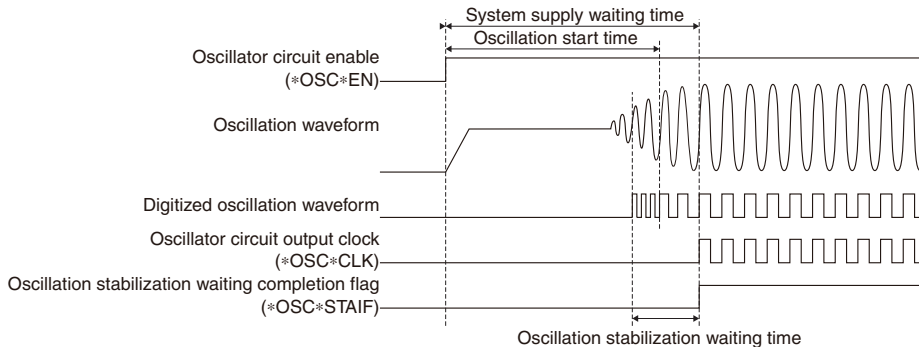 System supply waiting time
Oscillation start time
Oscillator circuit enable
(*OSC*EN)
Oscillation waveform
Digitized oscillation waveform
Oscillator circuit output clock
(*OSC*CLK)
Oscillation stabilization waiting completion flag
(*OSC*STAIF)
Oscillation stabilization waiting time